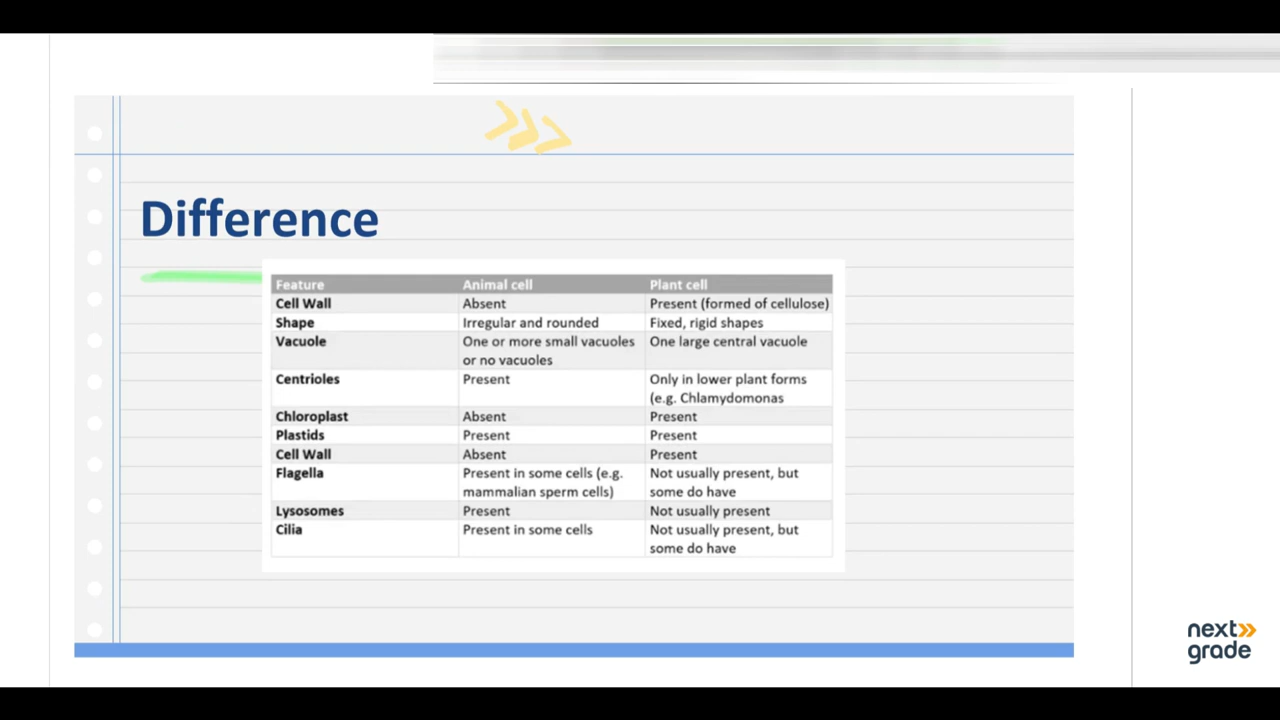 Difference
Feature Animal cell Plant cell
Cell Wall Absent Present (formed of cellulose)
Shape Irregular and rounded Fixed, rigid shapes
Vacuole One or more small vacuoles One large central vacuole
or no vacuoles
Centrioles Present Only in lower plant forms
(e.g. Chlamydomonas
Chloroplast Absent Present
Plastids Present Present
Cell Wall Absent Present
Flagella Present in some cells (e.g. Not usually present, but
mammalian sperm cells) some do have
Lysosomes Present Not usually present
Cilia Present in some cells Not usually present, but
some do have
next
grade